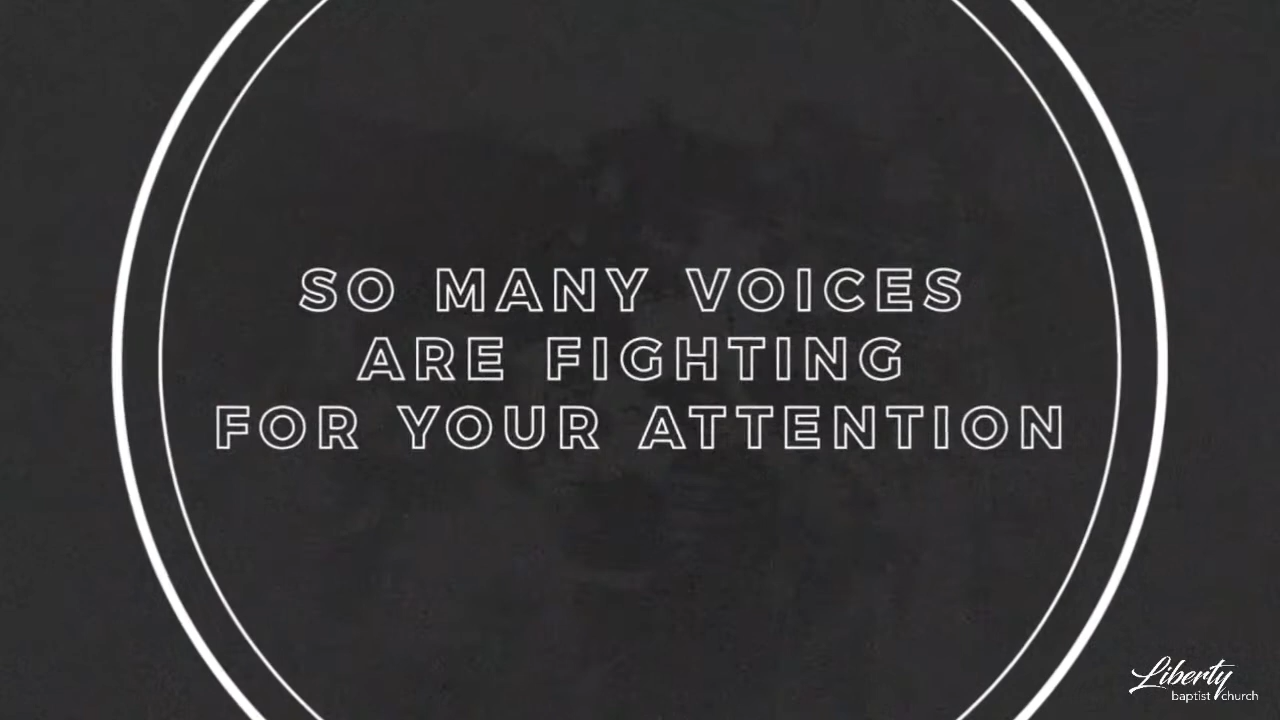 SO MANY VOICES
ARE FIGHTING
FOR YOUR ATTENTION
Liberty
baptist church